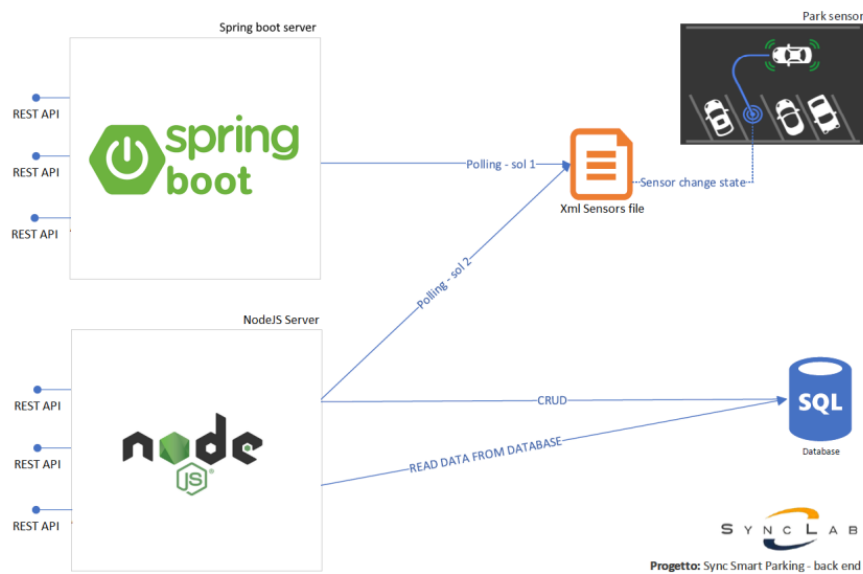 Spring boot server
Park sensor
REST API
REST API
REST API
spring
boot
Polling - sol 1
Xml Sensors file
Sensor change state
Polling - sol 2
NodeJS Server
REST API
REST API
REST API
node
JS
CRUD
READ DATA FROM DATABASE
SQL
Database
SYNCLAB
Progetto: Sync Smart Parking - back end